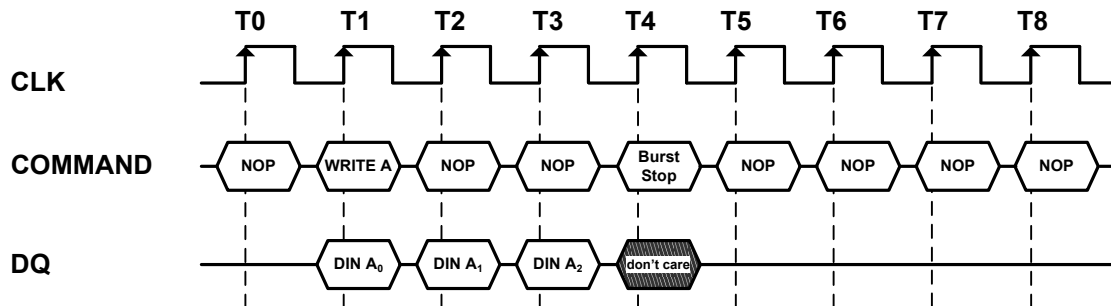 T0 T1 T2 T3 T4 T5 T6 T7 T8
CLK
COMMAND NOP WRITE A NOP NOP Burst Stop NOP NOP NOP NOP
DQ DIN A₀ DIN A₁ DIN A₂ don't care